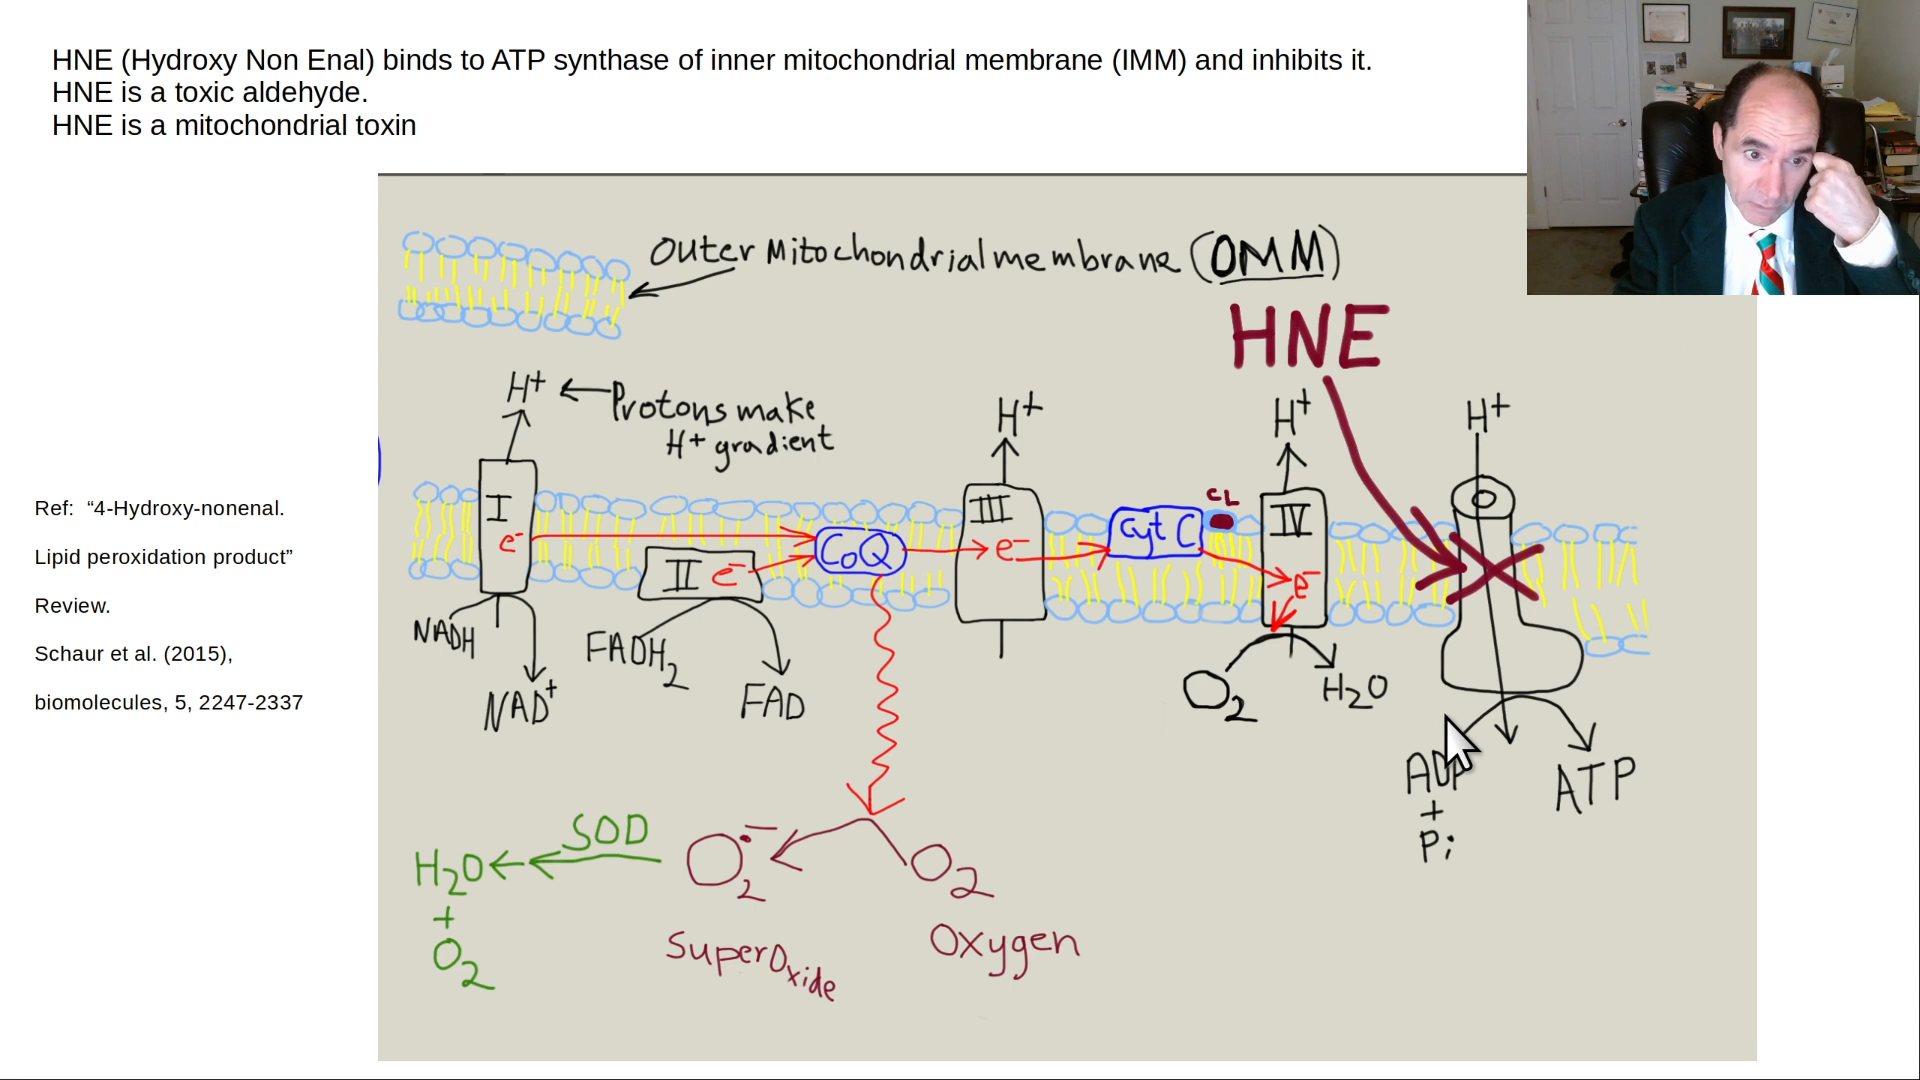 HNE (Hydroxy Non Enal) binds to ATP synthase of inner mitochondrial membrane (IMM) and inhibits it.
HNE is a toxic aldehyde.
HNE is a mitochondrial toxin
Outer Mitochondrial membrane (OMM)
HNE
H+ ← Protons make
H+ gradient
H+
H+
H+
CL
I
III
Cyt C
IV
e-
CoQ
e-
II e-
e-
NADH
NAD+
FADH2
FAD
O2
H2O
ADP
+
Pi
ATP
Ref: “4-Hydroxy-nonenal.
Lipid peroxidation product”
Review.
Schaur et al. (2015),
biomolecules, 5, 2247-2337
SOD
H2O
+
O2
O2•−
O2
SuperOxide
Oxygen